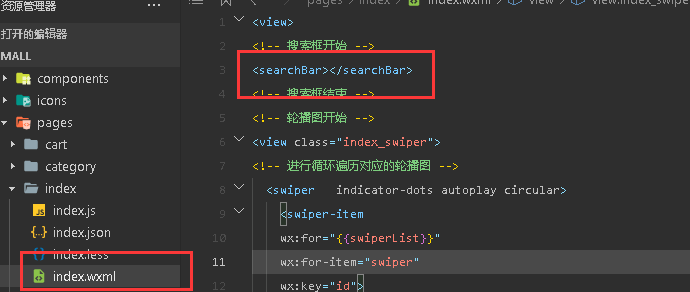 资源管理器
打开的编辑器
MALL
components
icons
pages
cart
category
index
index.js
index.json
index.less
index.wxml
pages > index > index.wxml > view > view.index_swiper
1 <view>
2 <!-- 搜索框开始 -->
3 <searchBar></searchBar>
4 <!-- 搜索框结束 -->
5 <!-- 轮播图开始 -->
6 <view class="index_swiper">
7 <!-- 进行循环遍历对应的轮播图 -->
8 <swiper indicator-dots autoplay circular>
9 <swiper-item
10 wx:for="{{swiperList}}"
11 wx:for-item="swiper"
12 wx:key="id">